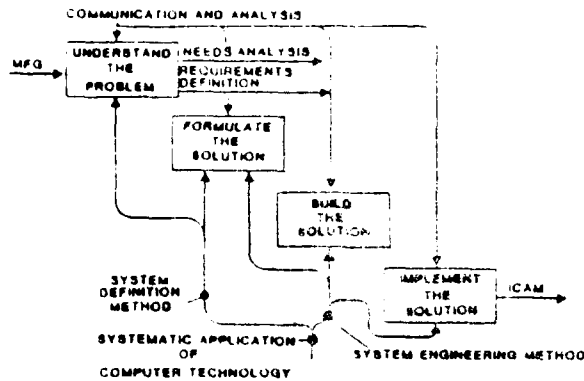 COMMUNICATION AND ANALYSIS
MFG
UNDERSTAND
THE
PROBLEM
NEEDS ANALYSIS
REQUIREMENTS
DEFINITION
FORMULATE
THE
SOLUTION
BUILD
THE
SOLUTION
IMPLEMENT
THE
SOLUTION
ICAM
SYSTEM
DEFINITION
METHOD
SYSTEMATIC APPLICATION
OF
COMPUTER TECHNOLOGY
SYSTEM ENGINEERING METHOD